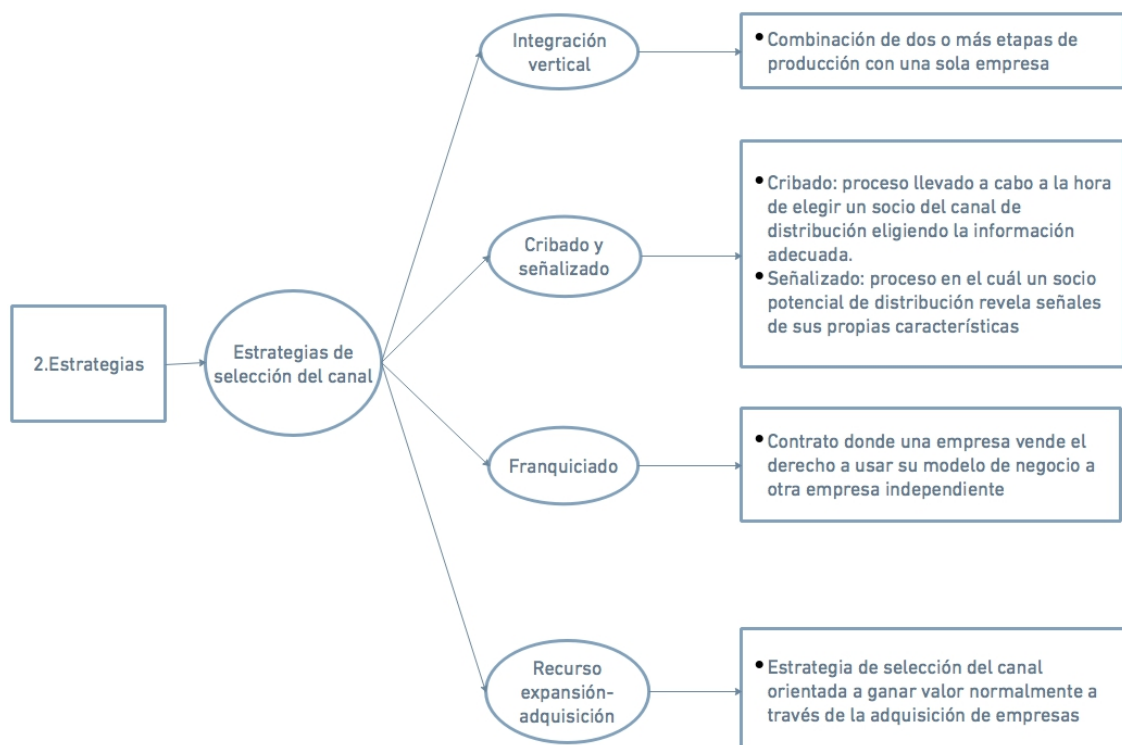 2.Estrategias
Estrategias de
selección del canal
Integración
vertical
• Combinación de dos o más etapas de
producción con una sola empresa
Cribado y
señalizado
• Cribado: proceso llevado a cabo a la hora
de elegir un socio del canal de
distribución eligiendo la información
adecuada.
• Señalizado: proceso en el cuál un socio
potencial de distribución revela señales
de sus propias característicias
Franquiciado
• Contrato donde una empresa vende el
derecho a usar su modelo de negocio a
otra empresa independiente
Recurso
expansión-
adquisición
• Estrategia de selección del canal
orientada a ganar valor normalmente a
través de la adquisición de empresas